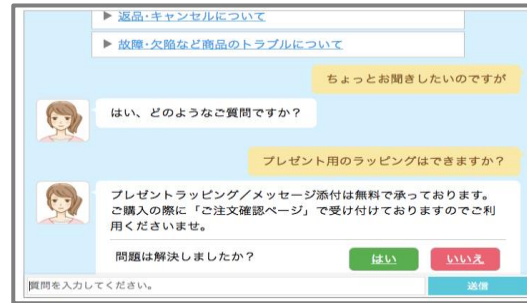 ▶ 返品・キャンセルについて
▶ 故障・欠陥など商品のトラブルについて
ちょっとお聞きしたいのですが
はい、どのようなご質問ですか？
プレゼント用のラッピングはできますか？
プレゼントラッピング／メッセージ添付は無料で承っております。
ご購入の際に「ご注文確認ページ」で受け付けておりますのでご利
用くださいませ。
問題は解決しましたか？
はい
いいえ
質問を入力してください。
送信